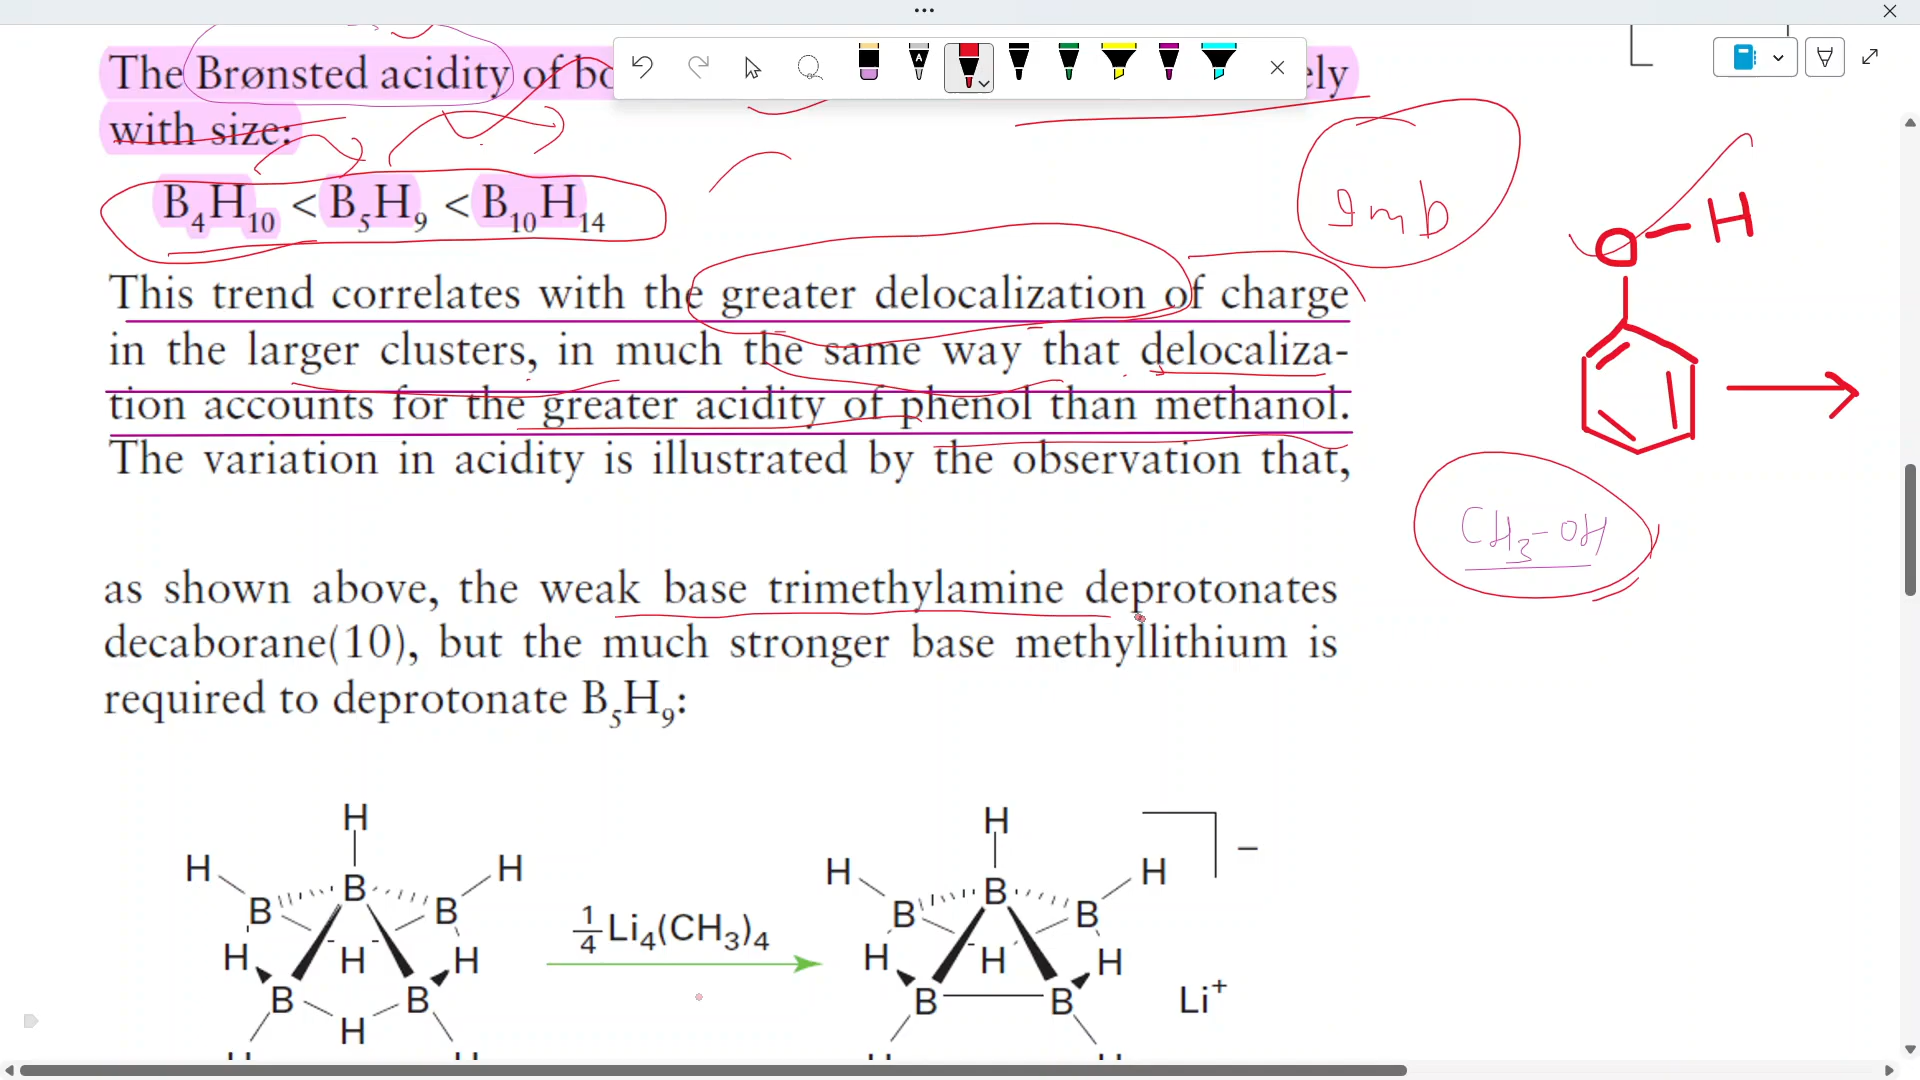 The Brønsted acidity of bo
ely
with size:
B₄H₁₀ < B₅H₉ < B₁₀H₁₄
This trend correlates with the greater delocalization of charge
in the larger clusters, in much the same way that delocaliza-
tion accounts for the greater acidity of phenol than methanol.
The variation in acidity is illustrated by the observation that,
as shown above, the weak base trimethylamine deprotonates
decaborane(10), but the much stronger base methyllithium is
required to deprotonate B₅H₉:
O–H
CH₃–OH
H H
H H H H
B B B B B B
1/4 Li₄(CH₃)₄
H H H H H H
B B B B Li⁺
H